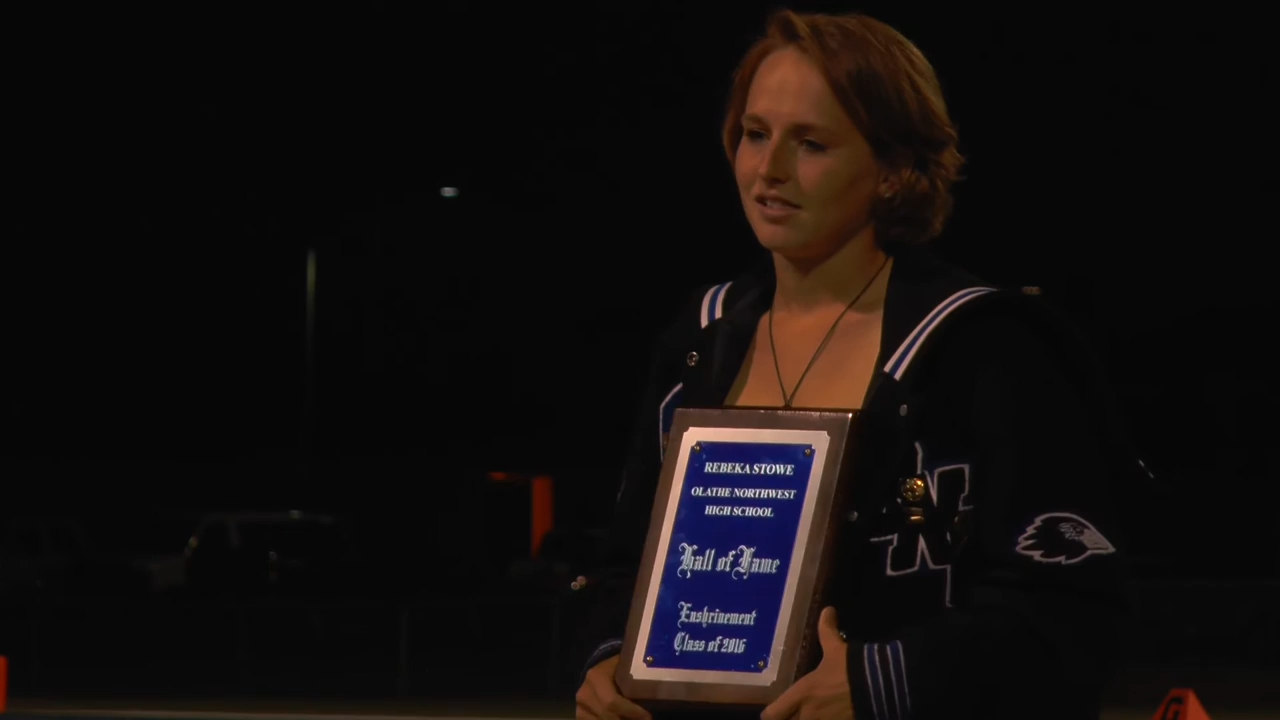 REBEKA STOWE
OLATHE NORTHWEST
HIGH SCHOOL
Hall of Fame
Enshrinement
Class of 2016
N